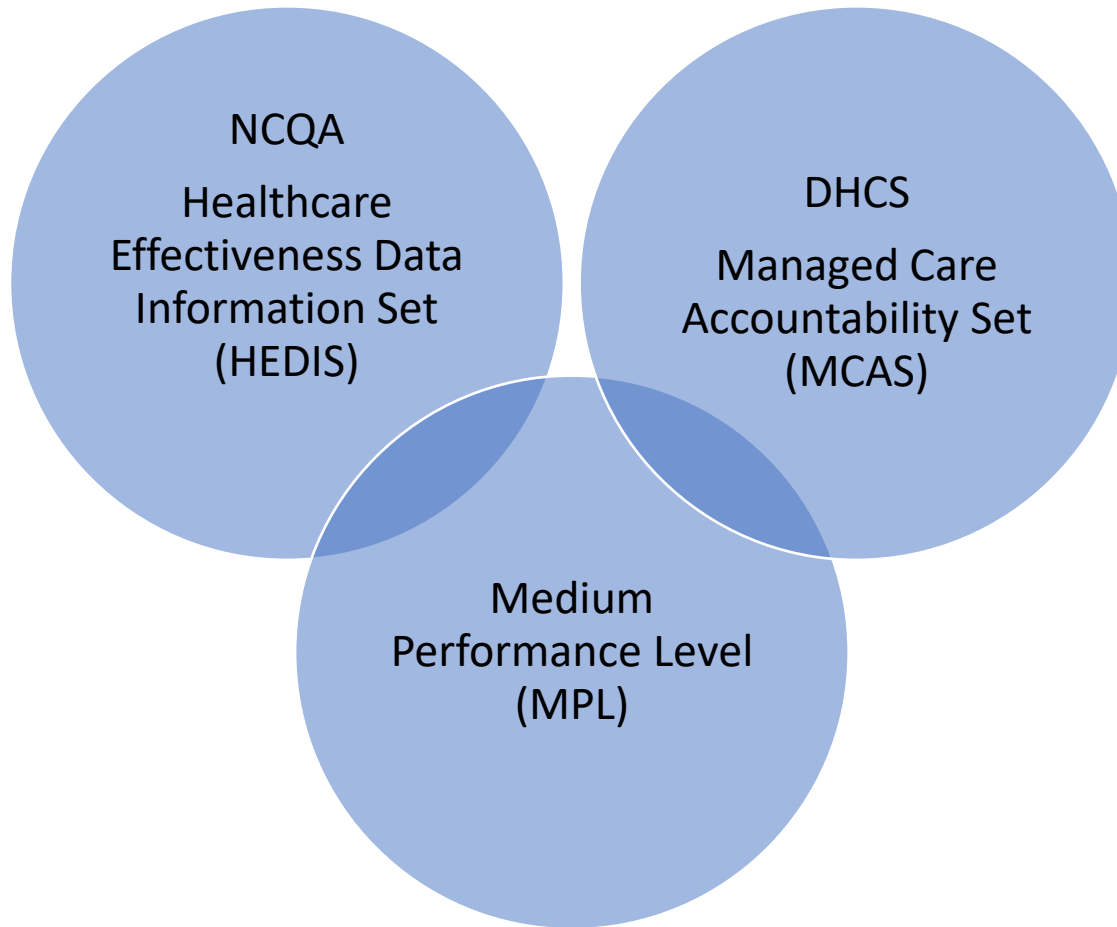 NCQA
Healthcare
Effectiveness Data
Information Set
(HEDIS)
DHCS
Managed Care
Accountability Set
(MCAS)
Medium
Performance Level
(MPL)